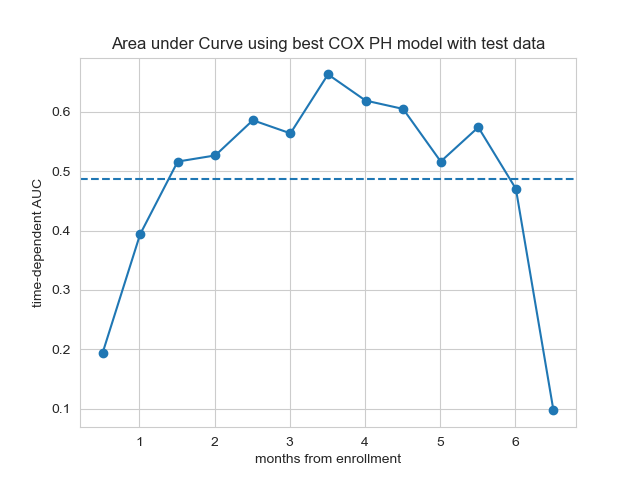 Area under Curve using best COX PH model with test data
time-dependent AUC
0.6
0.5
0.4
0.3
0.2
0.1
1 2 3 4 5 6
months from enrollment